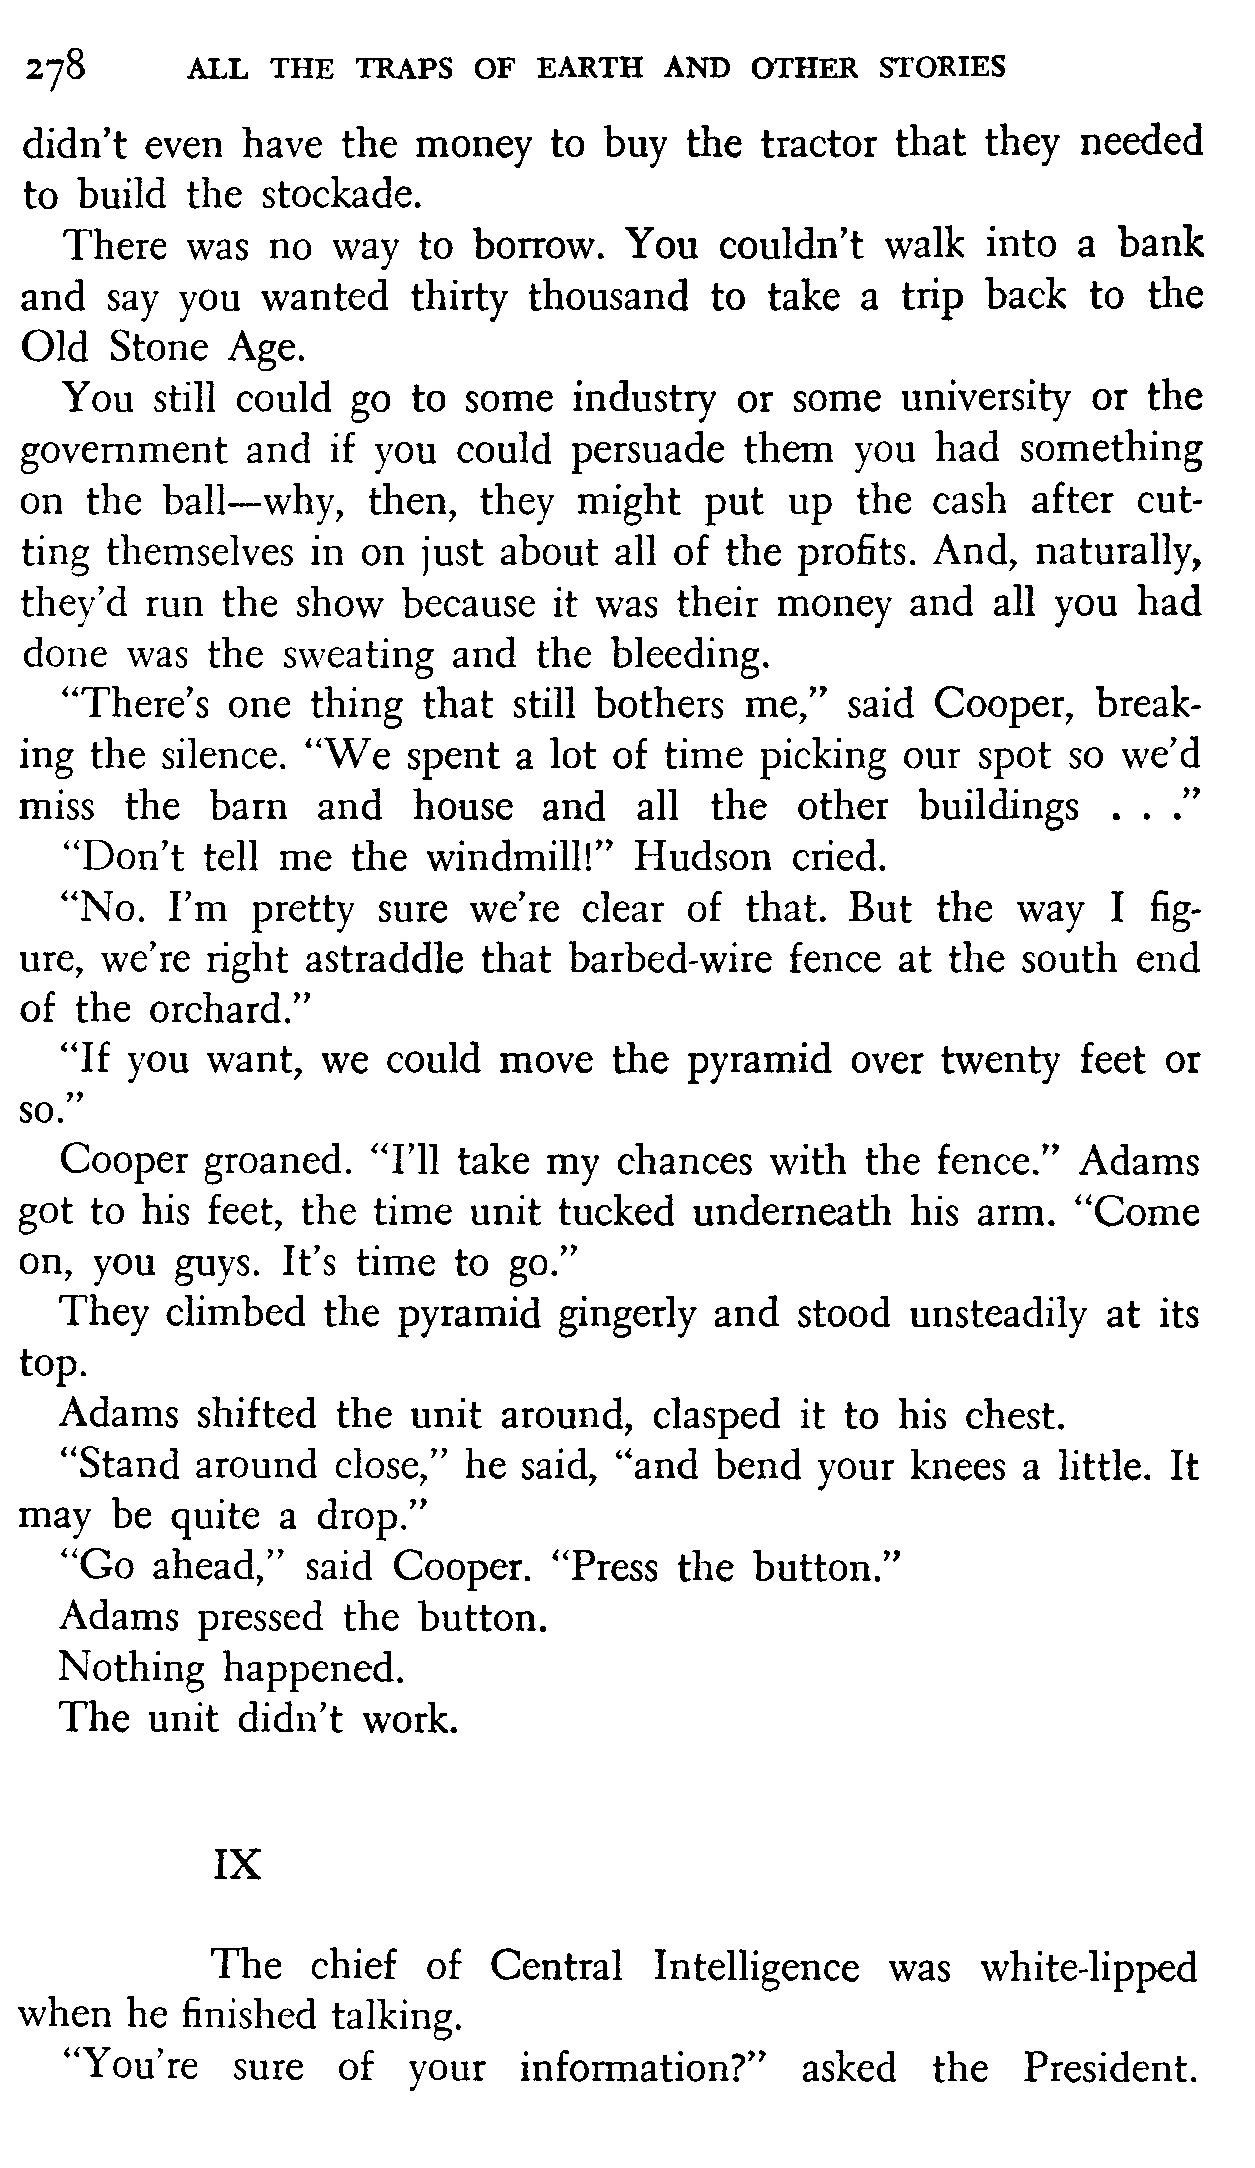 278 ALL THE TRAPS OF EARTH AND OTHER STORIES
didn't even have the money to buy the tractor that they needed
to build the stockade.
There was no way to borrow. You couldn't walk into a bank
and say you wanted thirty thousand to take a trip back to the
Old Stone Age.
You still could go to some industry or some university or the
government and if you could persuade them you had something
on the ball—why, then, they might put up the cash after cut-
ting themselves in on just about all of the profits. And, naturally,
they'd run the show because it was their money and all you had
done was the sweating and the bleeding.
"There's one thing that still bothers me," said Cooper, break-
ing the silence. "We spent a lot of time picking our spot so we'd
miss the barn and house and all the other buildings . . ."
"Don't tell me the windmill!" Hudson cried.
"No. I'm pretty sure we're clear of that. But the way I fig-
ure, we're right astraddle that barbed-wire fence at the south end
of the orchard."
"If you want, we could move the pyramid over twenty feet or
so."
Cooper groaned. "I'll take my chances with the fence." Adams
got to his feet, the time unit tucked underneath his arm. "Come
on, you guys. It's time to go."
They climbed the pyramid gingerly and stood unsteadily at its
top.
Adams shifted the unit around, clasped it to his chest.
"Stand around close," he said, "and bend your knees a little. It
may be quite a drop."
"Go ahead," said Cooper. "Press the button."
Adams pressed the button.
Nothing happened.
The unit didn't work.
IX
The chief of Central Intelligence was white-lipped
when he finished talking.
"You're sure of your information?" asked the President.